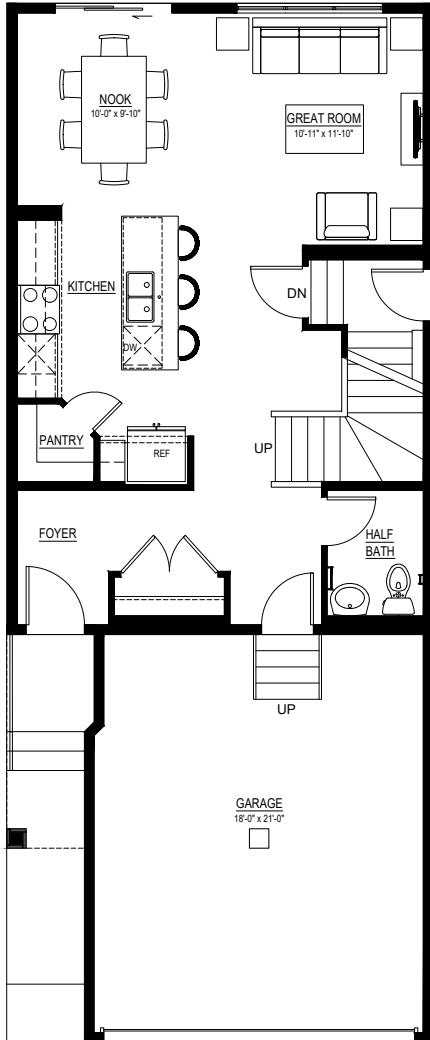 NOOK
10'-0" x 9'-10"
GREAT ROOM
10'-11" x 11'-10"
KITCHEN
DN
DW
PANTRY
REF
UP
FOYER
HALF
BATH
UP
GARAGE
18'-0" x 21'-0"